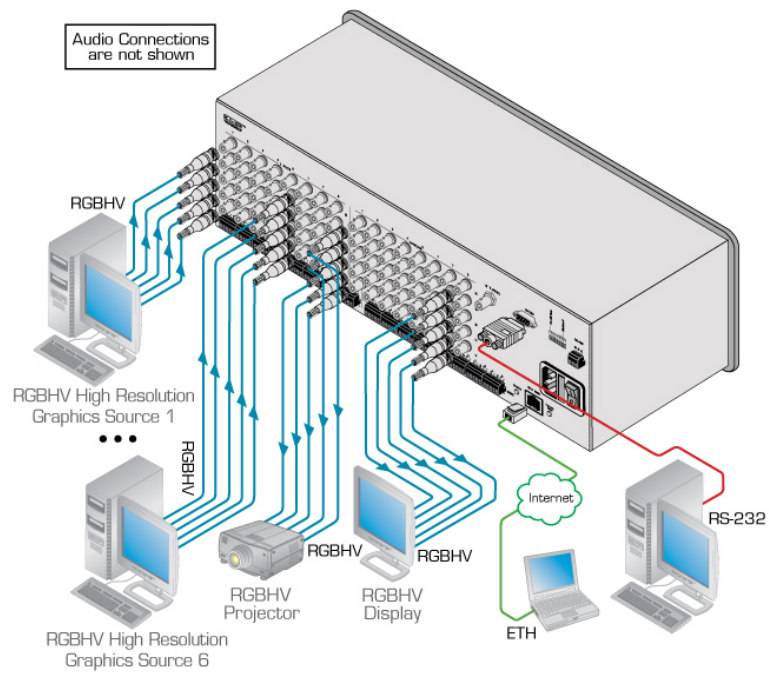 Audio Connections
are not shown
RGBHV
RGBHV High Resolution
Graphics Source 1
RGBHV
RGBHV High Resolution
Graphics Source 6
RGBHV
RGBHV
Projector
RGBHV
RGBHV
Display
Internet
ETH
RS-232